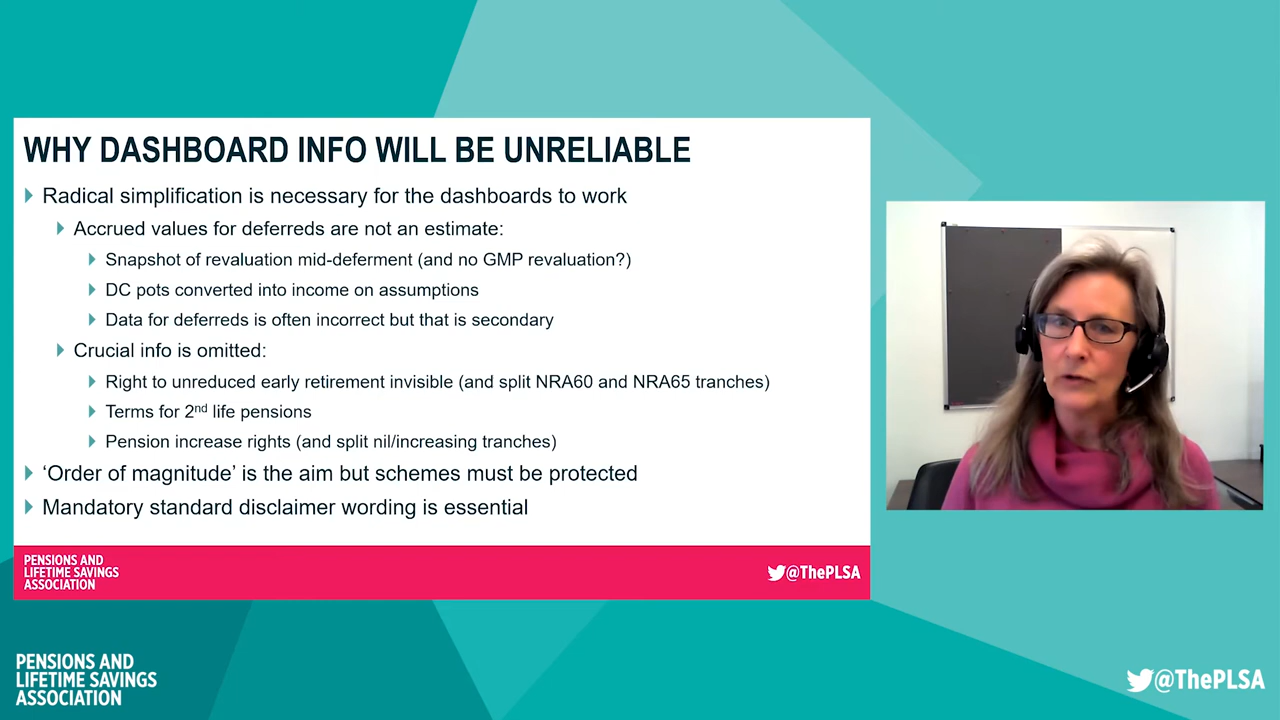 WHY DASHBOARD INFO WILL BE UNRELIABLE
Radical simplification is necessary for the dashboards to work
Accrued values for deferreds are not an estimate:
Snapshot of revaluation mid-deferment (and no GMP revaluation?)
DC pots converted into income on assumptions
Data for deferreds is often incorrect but that is secondary
Crucial info is omitted:
Right to unreduced early retirement invisible (and split NRA60 and NRA65 tranches)
Terms for 2nd life pensions
Pension increase rights (and split nil/increasing tranches)
‘Order of magnitude’ is the aim but schemes must be protected
Mandatory standard disclaimer wording is essential
PENSIONS AND
LIFETIME SAVINGS
ASSOCIATION
@ThePLSA
PENSIONS AND
LIFETIME SAVINGS
ASSOCIATION
@ThePLSA